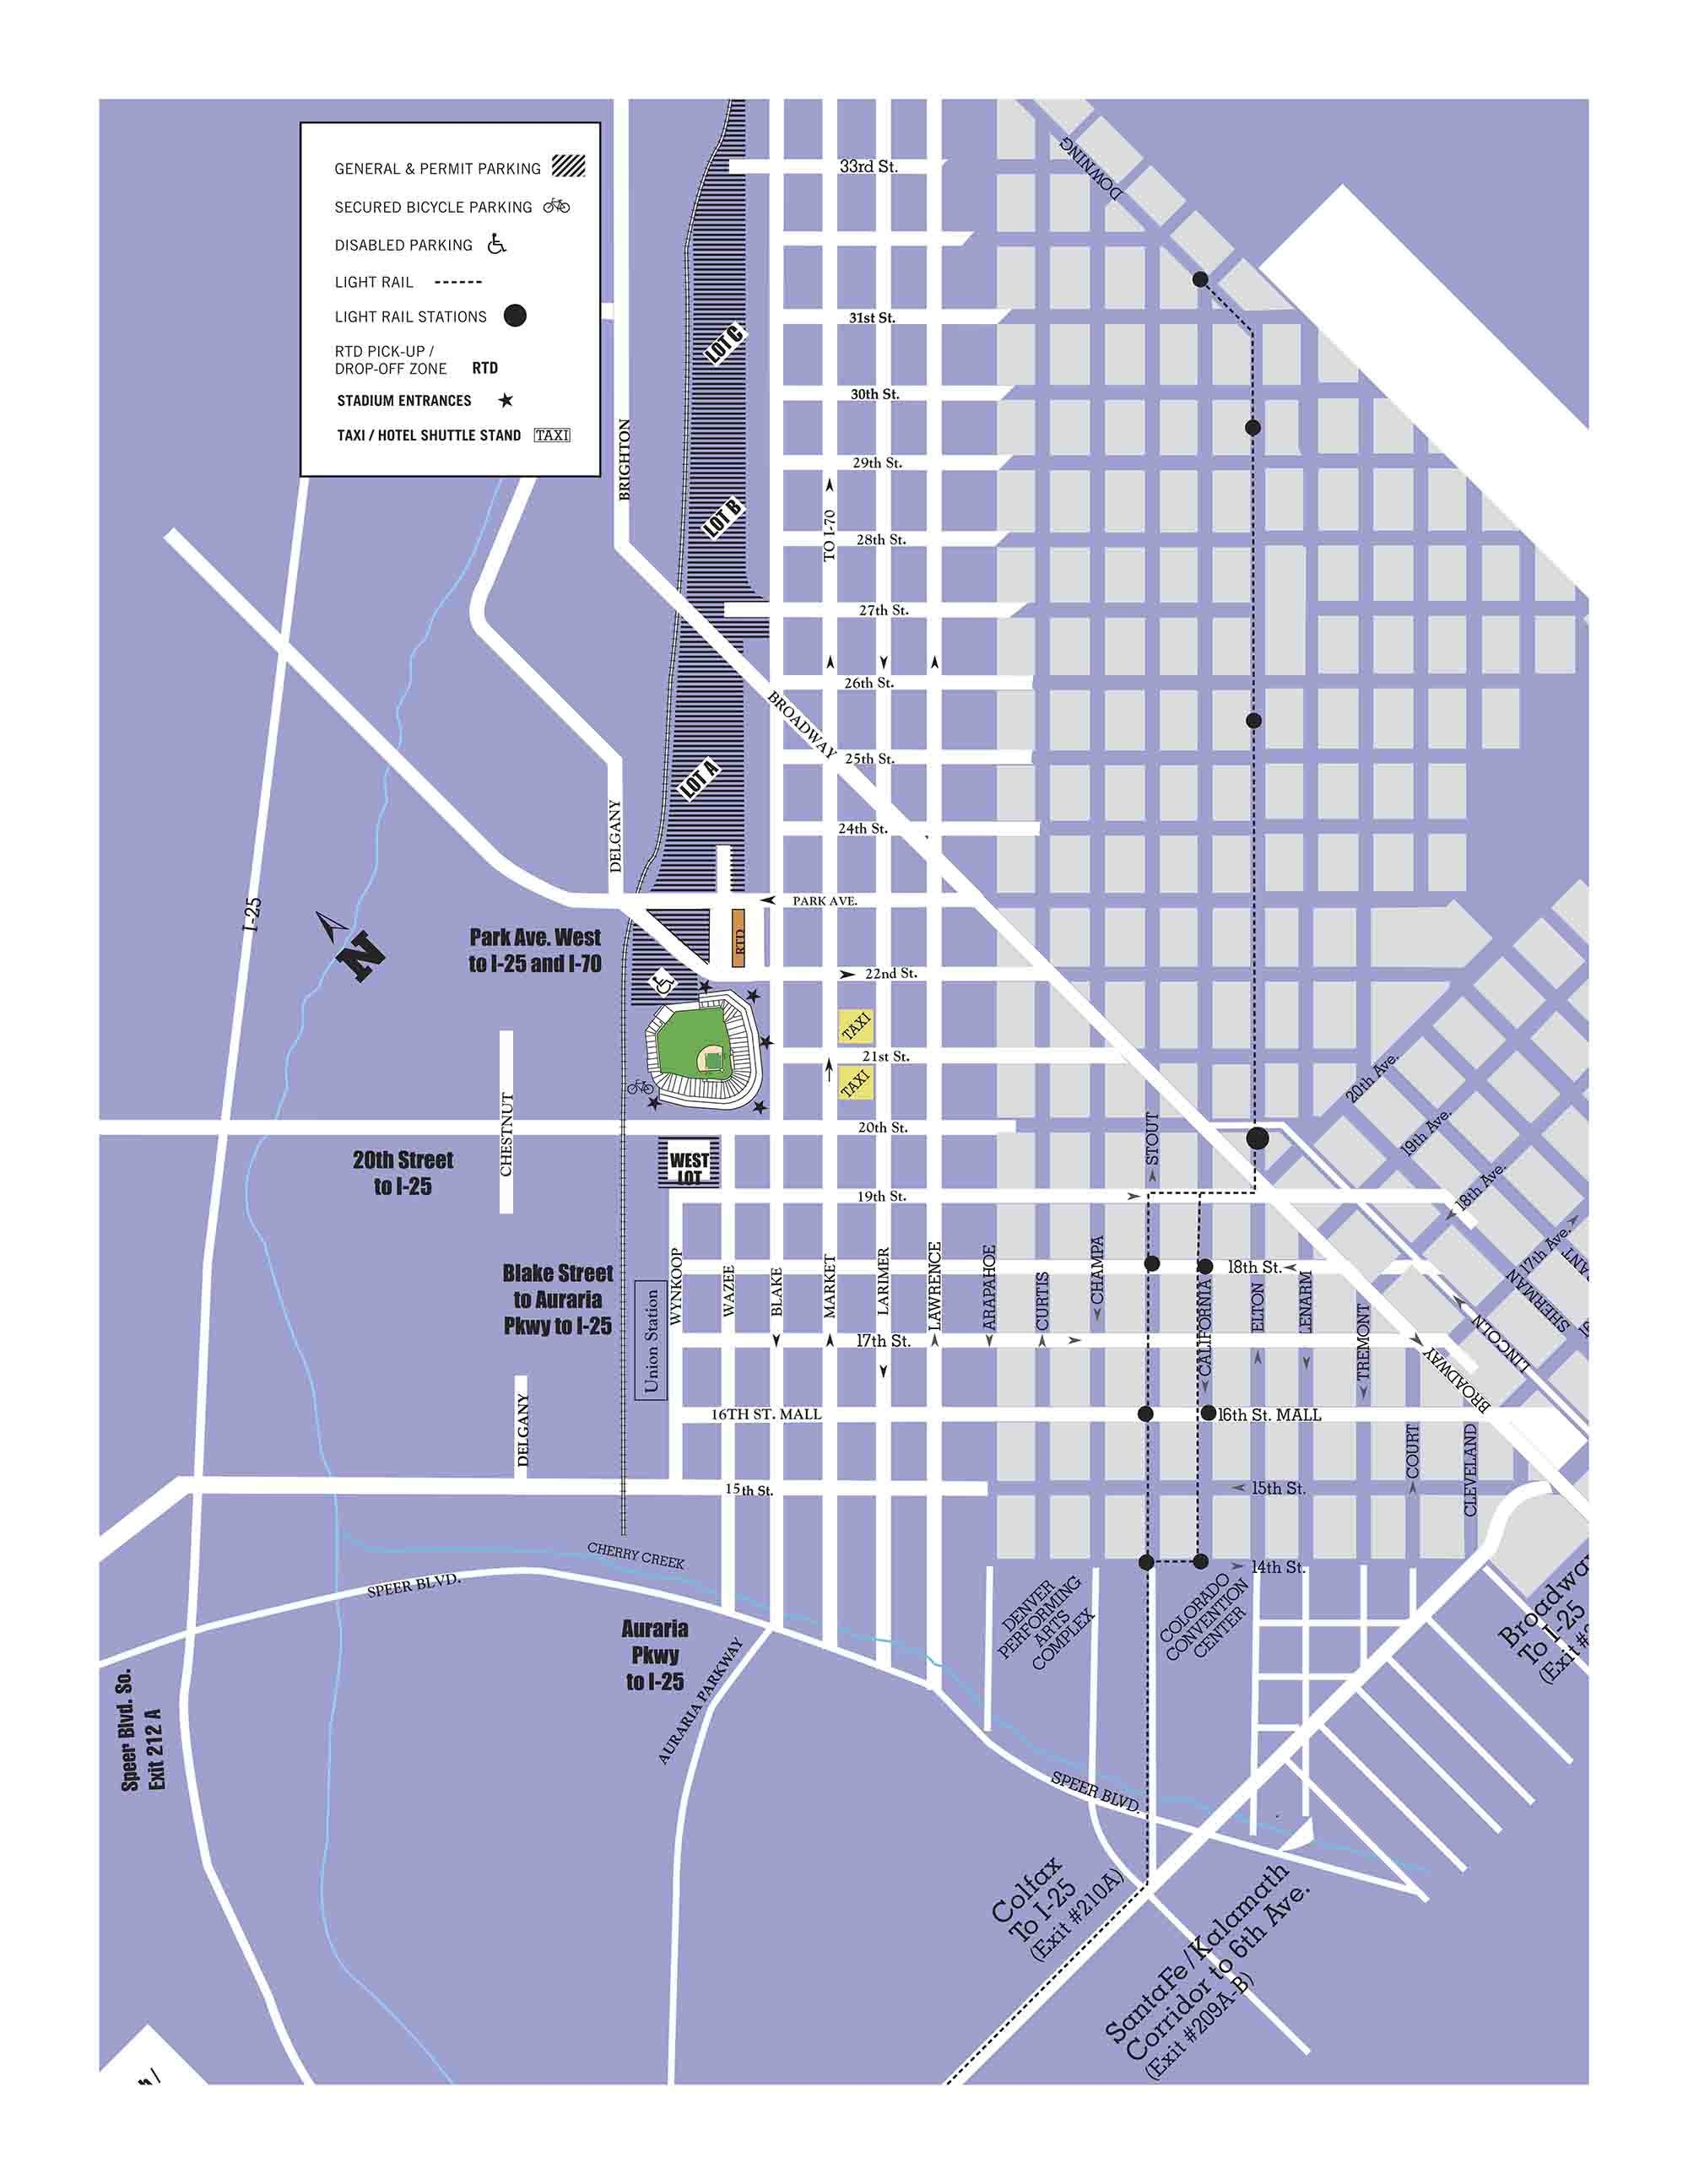 GENERAL & PERMIT PARKING
SECURED BICYCLE PARKING
DISABLED PARKING
LIGHT RAIL
LIGHT RAIL STATIONS
RTD PICK-UP /
DROP-OFF ZONE RTD
STADIUM ENTRANCES
TAXI / HOTEL SHUTTLE STAND TAXI
33rd St.
DOWNING
31st St.
LOT C
30th St.
BRIGHTON
29th St.
LOT B
TO I-70
28th St.
27th St.
26th St.
BROADWAY
25th St.
LOT A
24th St.
DELGANY
PARK AVE.
I-25
N
Park Ave. West
to I-25 and I-70
RTD
22nd St.
TAXI
21st St.
TAXI
20th Ave.
CHESTNUT
20th St.
STOUT
19th Ave.
20th Street
to I-25
WEST
LOT
19th St.
18th Ave.
17th Ave.
SHERMAN
Blake Street
to Auraria
Pkwy to I-25
Union Station
WYNKOOP
WAZEE
BLAKE
MARKET
LARIMER
LAWRENCE
ARAPAHOE
CURTIS
CHAMPA
CALIFORNIA
18th St.
ELTON
LENARM
TREMONT
LINCOLN
BROADWAY
17th St.
16TH ST. MALL
16th St. MALL
DELGANY
COURT
CLEVELAND
15th St.
15th St.
CHERRY CREEK
14th St.
SPEER BLVD.
DENVER
PERFORMING
ARTS
COMPLEX
COLORADO
CONVENTION
CENTER
Broadway
To I-25
(Exit #
Auraria
Pkwy
to I-25
AURARIA PARKWAY
Speer Blvd. So.
Exit 212 A
SPEER BLVD.
Colfax
To I-25
(Exit #210A)
SantaFe/Kalamath
Corridor to 6th Ave.
(Exit #209A-B)